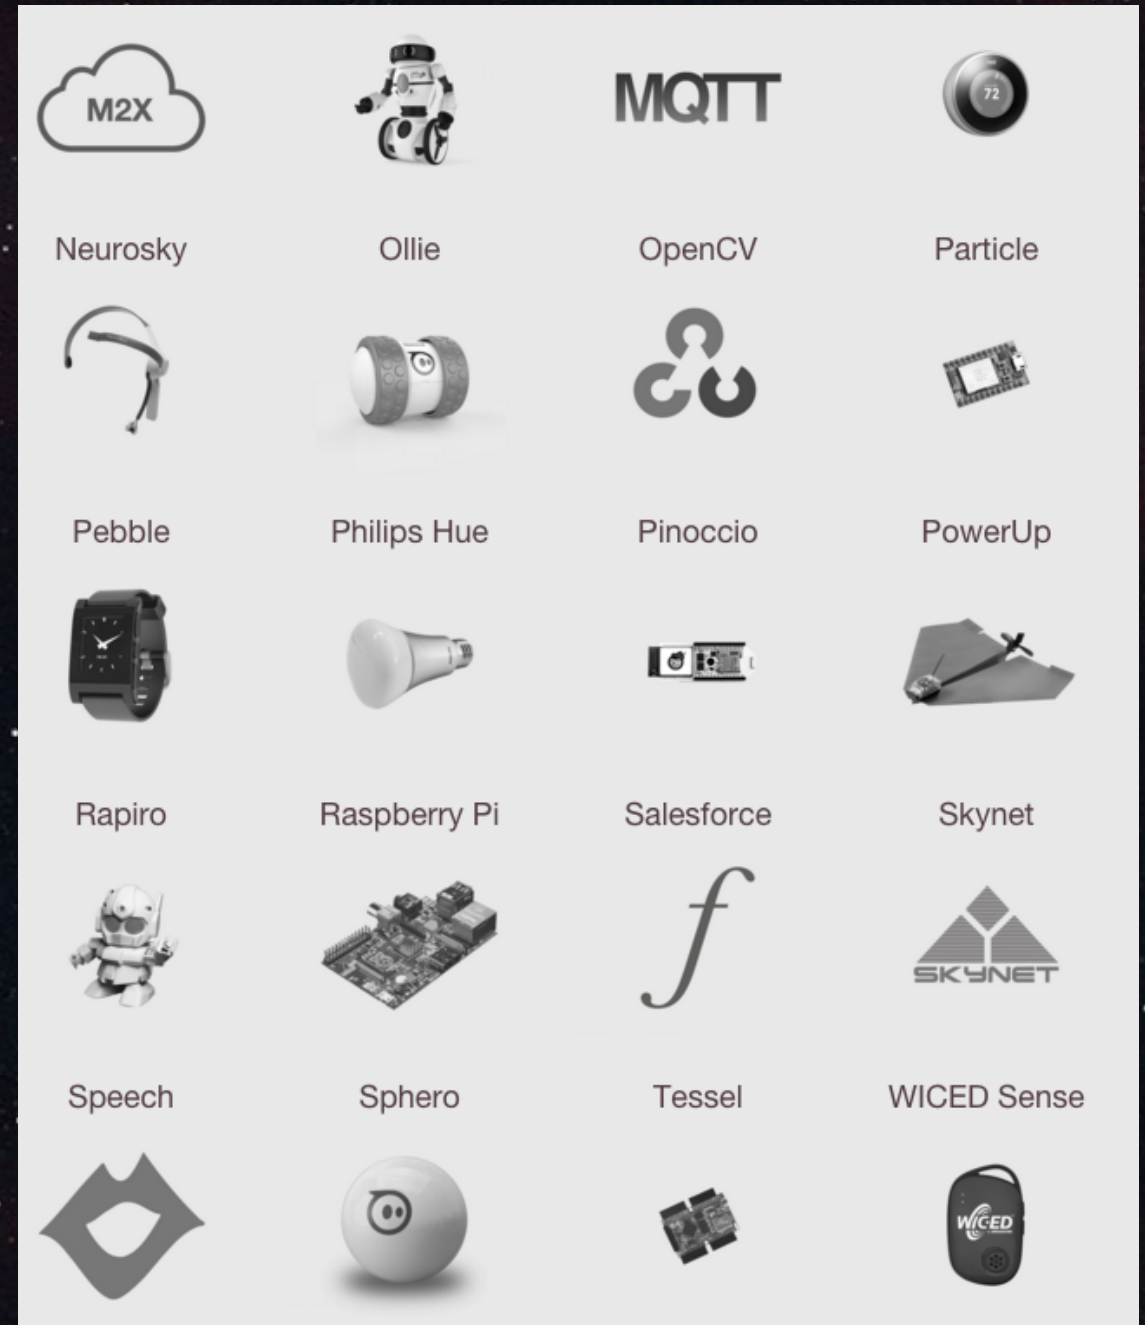 M2X
MQTT
72
Neurosky Ollie OpenCV Particle
Pebble Philips Hue Pinoccio PowerUp
Rapiro Raspberry Pi Salesforce Skynet
f
SKYNET
Speech Sphero Tessel WICED Sense
WICED